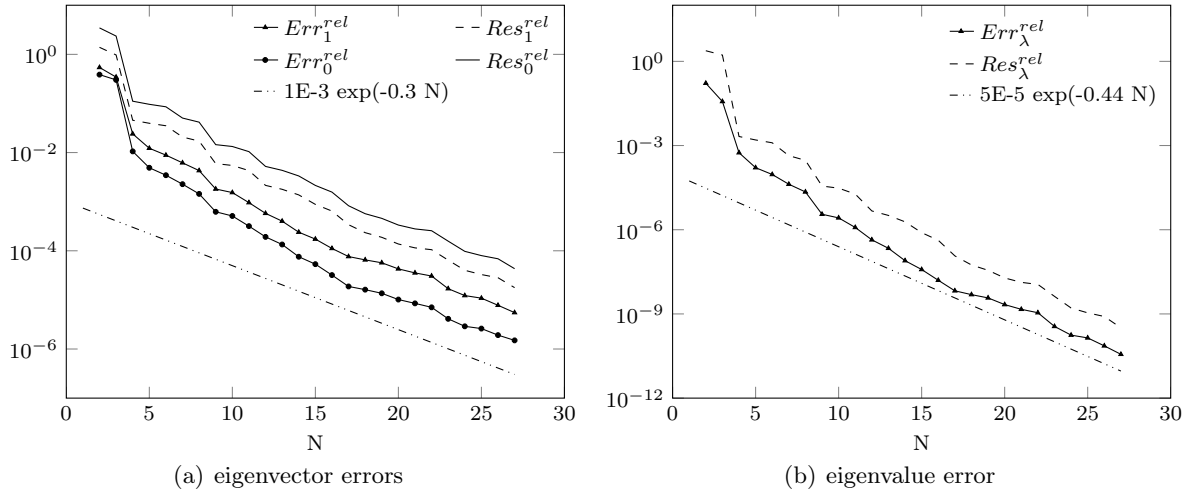 10^0
10^{-2}
10^{-4}
10^{-6}
0 5 10 15 20 25 30
N
Err_1^{rel} Res_1^{rel}
Err_0^{rel} Res_0^{rel}
1E-3 exp(-0.3 N)
(a) eigenvector errors
10^0
10^{-3}
10^{-6}
10^{-9}
10^{-12}
0 5 10 15 20 25 30
N
Err_λ^{rel}
Res_λ^{rel}
5E-5 exp(-0.44 N)
(b) eigenvalue error